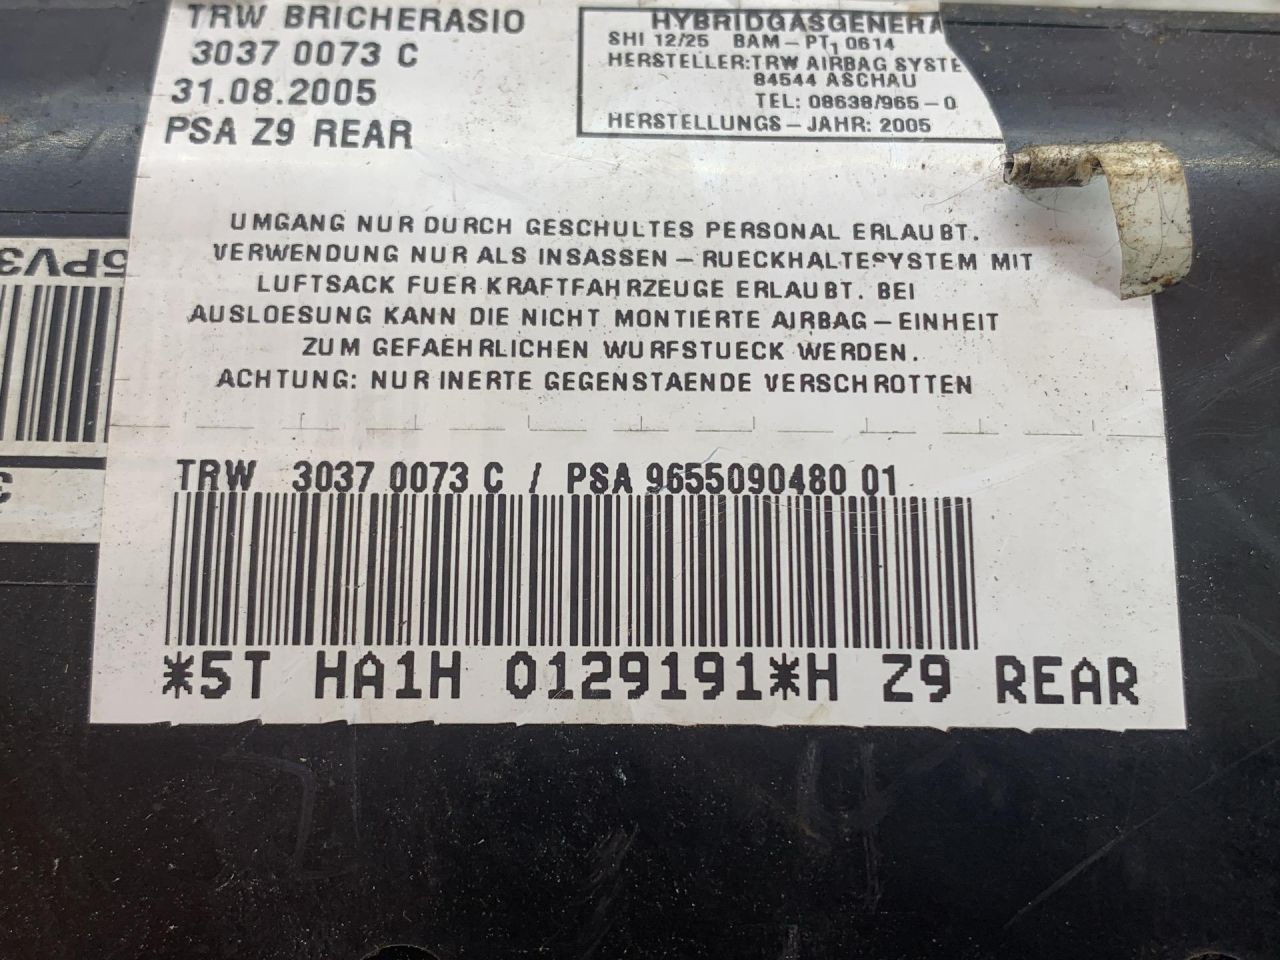 TRW BRICHERASIO
3037 0073 C
31.08.2005
PSA Z9 REAR
HYBRIDGASGENERA
SHI 12/25 BAM-PT1 0614
HERSTELLER:TRW AIRBAG SYSTE
84544 ASCHAU
TEL: 08638/965-0
HERSTELLUNGS-JAHR: 2005
UMGANG NUR DURCH GESCHULTES PERSONAL ERLAUBT.
VERWENDUNG NUR ALS INSASSEN-RUECKHALTESYSTEM MIT
LUFTSACK FUER KRAFTFAHRZEUGE ERLAUBT. BEI
AUSLOESUNG KANN DIE NICHT MONTIERTE AIRBAG-EINHEIT
ZUM GEFAEHRLICHEN WURFSTUECK WERDEN.
ACHTUNG: NUR INERTE GEGENSTAENDE VERSCHROTTEN
TRW 3037 0073 C / PSA 9655090480 01
*5T HA1H 0129191*H Z9 REAR